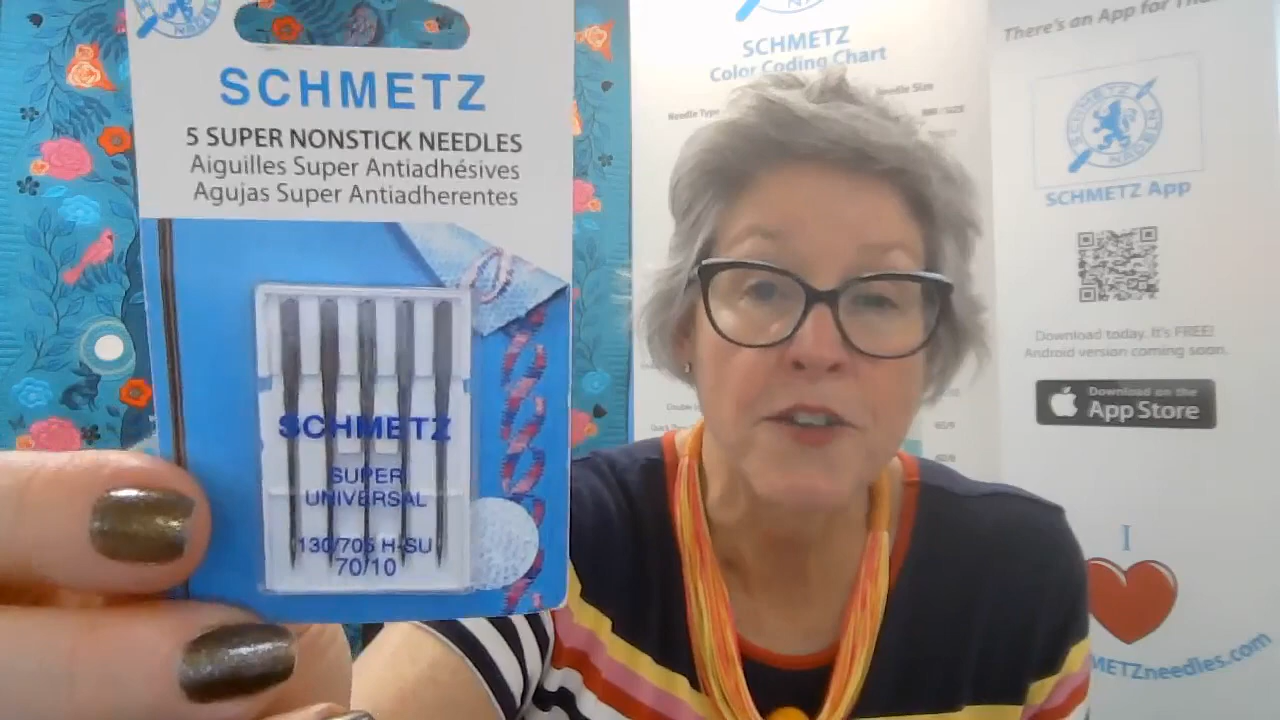 SCHMETZ
5 SUPER NONSTICK NEEDLES
Aiguilles Super Antiadhésives
Agujas Super Antiadherentes
SCHMETZ
SUPER
UNIVERSAL
130/705 H-SU
70/10
SCHMETZ
Color Coding Chart
Needle Type
Needle Size
There's an App for
SCHMETZ
NADEL
SCHMETZ App
Download today. It's FREE!
Android version coming soon.
Download on the
App Store
I
METZneedles.com